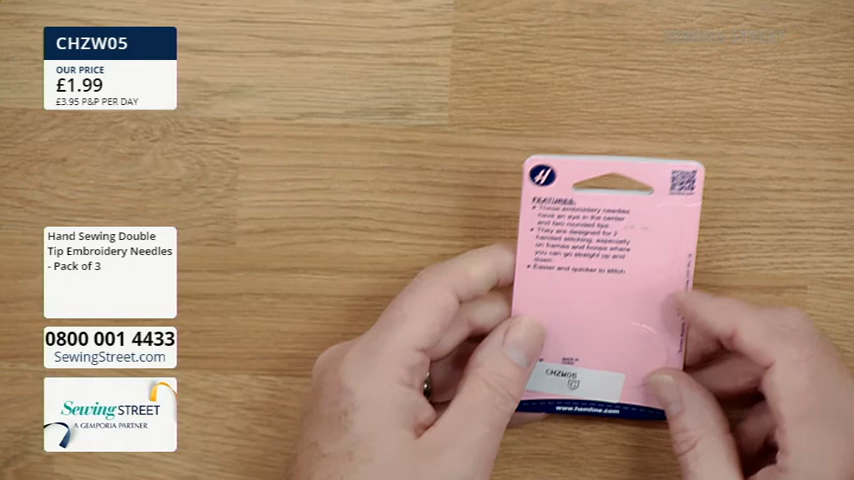 CHZW05
OUR PRICE
£1.99
£3.95 P&P PER DAY
Hand Sewing Double
Tip Embroidery Needles
- Pack of 3
0800 001 4433
SewingStreet.com
Sewing STREET
A GEMPORIA PARTNER
H
FEATURES:
• These embroidery needles
have an eye in the center
and two rounded tips
• They are designed for 2
handed stitching, especially
on frames and hoops where
you can go straight up and
down
• Easier and quicker to stitch
MADE IN
CHZW05
www.hemline.com